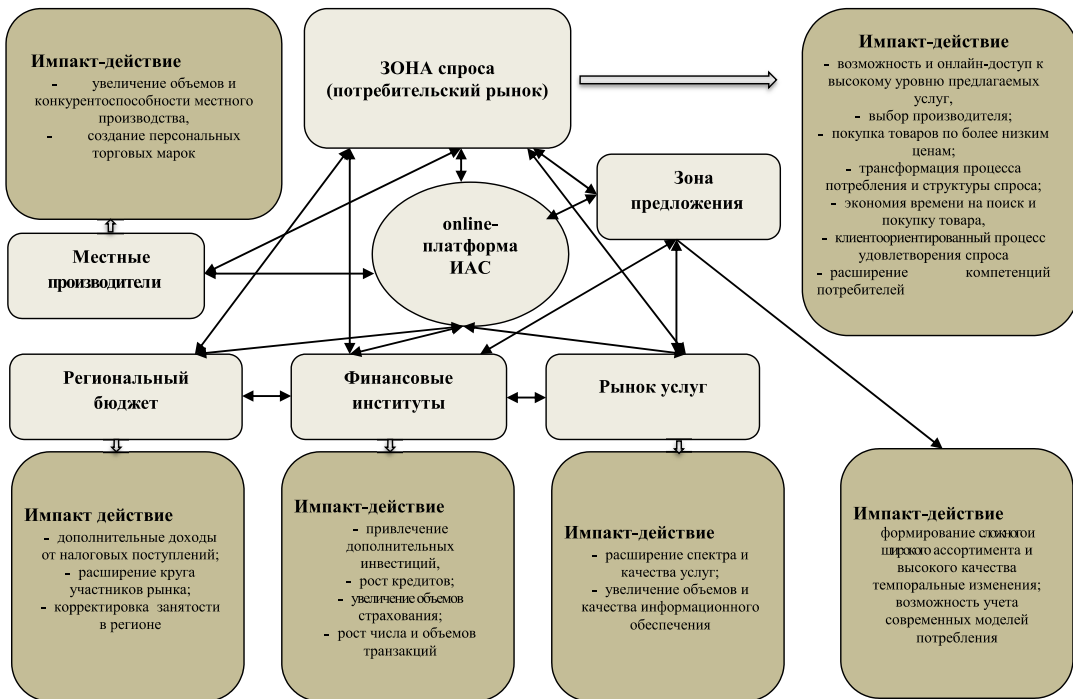 Импакт-действие
- увеличение объемов и
конкурентоспособности местного
производства,
- создание персональных
торговых марок
ЗОНА спроса
(потребительский рынок)
Импакт-действие
- возможность и онлайн-доступ к
высокому уровню предлагаемых
услуг,
- выбор производителя;
- покупка товаров по более низким
ценам;
- трансформация процесса
потребления и структуры спроса;
- экономия времени на поиск и
покупку товара,
- клиентоориентированный процесс
удовлетворения спроса
- расширение компетенций
потребителей
Зона
предложения
online-
платформа
ИАС
Местные
производители
Региональный
бюджет
Финансовые
институты
Рынок услуг
Импакт действие
- дополнительные доходы
от налоговых поступлений;
- расширение круга
участников рынка;
- корректировка занятости
в регионе
Импакт-действие
- привлечение
дополнительных
инвестиций,
- рост кредитов;
- увеличение объемов
страхования;
- рост числа и объемов
транзакций
Импакт-действие
- расширение спектра и
качества услуг;
- увеличение объемов и
качества информационного
обеспечения
Импакт-действие
формирование сложного и
широкого ассортимента и
высокого качества
темпоральные изменения;
возможность учета
современных моделей
потребления